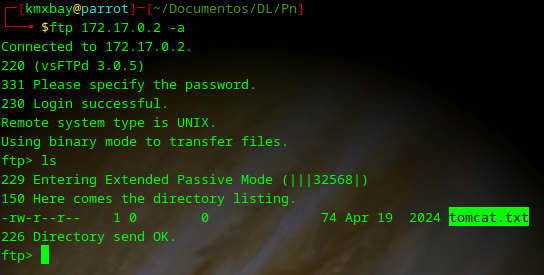 ┌─[kmxbay@parrot]─[~/Documentos/DL/Pn]
└──╼ $ftp 172.17.0.2 -a
Connected to 172.17.0.2.
220 (vsFTPd 3.0.5)
331 Please specify the password.
230 Login successful.
Remote system type is UNIX.
Using binary mode to transfer files.
ftp> ls
229 Entering Extended Passive Mode (|||32568|)
150 Here comes the directory listing.
-rw-r--r--    1 0        0              74 Apr 19  2024 tomcat.txt
226 Directory send OK.
ftp>